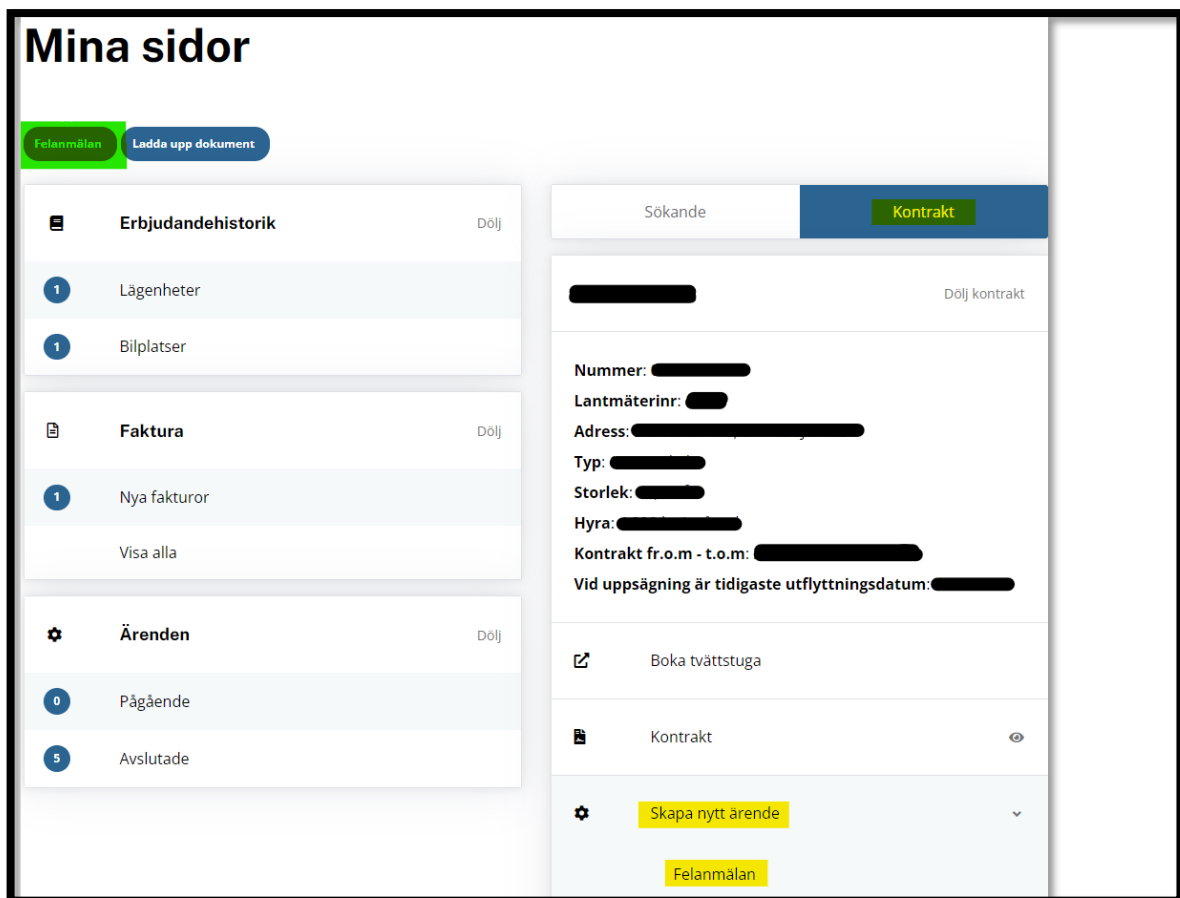 Mina sidor
Felanmälan
Ladda upp dokument
Erbjudandehistorik
Dölj
1
Lägenheter
1
Bilplatser
Faktura
Dölj
1
Nya fakturor
Visa alla
Ärenden
Dölj
0
Pågående
5
Avslutade
Sökande
Kontrakt
Dölj kontrakt
Nummer:
Lantmäterinr:
Adress:
Typ:
Storlek:
Hyra:
Kontrakt fr.o.m - t.o.m:
Vid uppsägning är tidigaste utflyttningsdatum:
Boka tvättstuga
Kontrakt
Skapa nytt ärende
Felanmälan